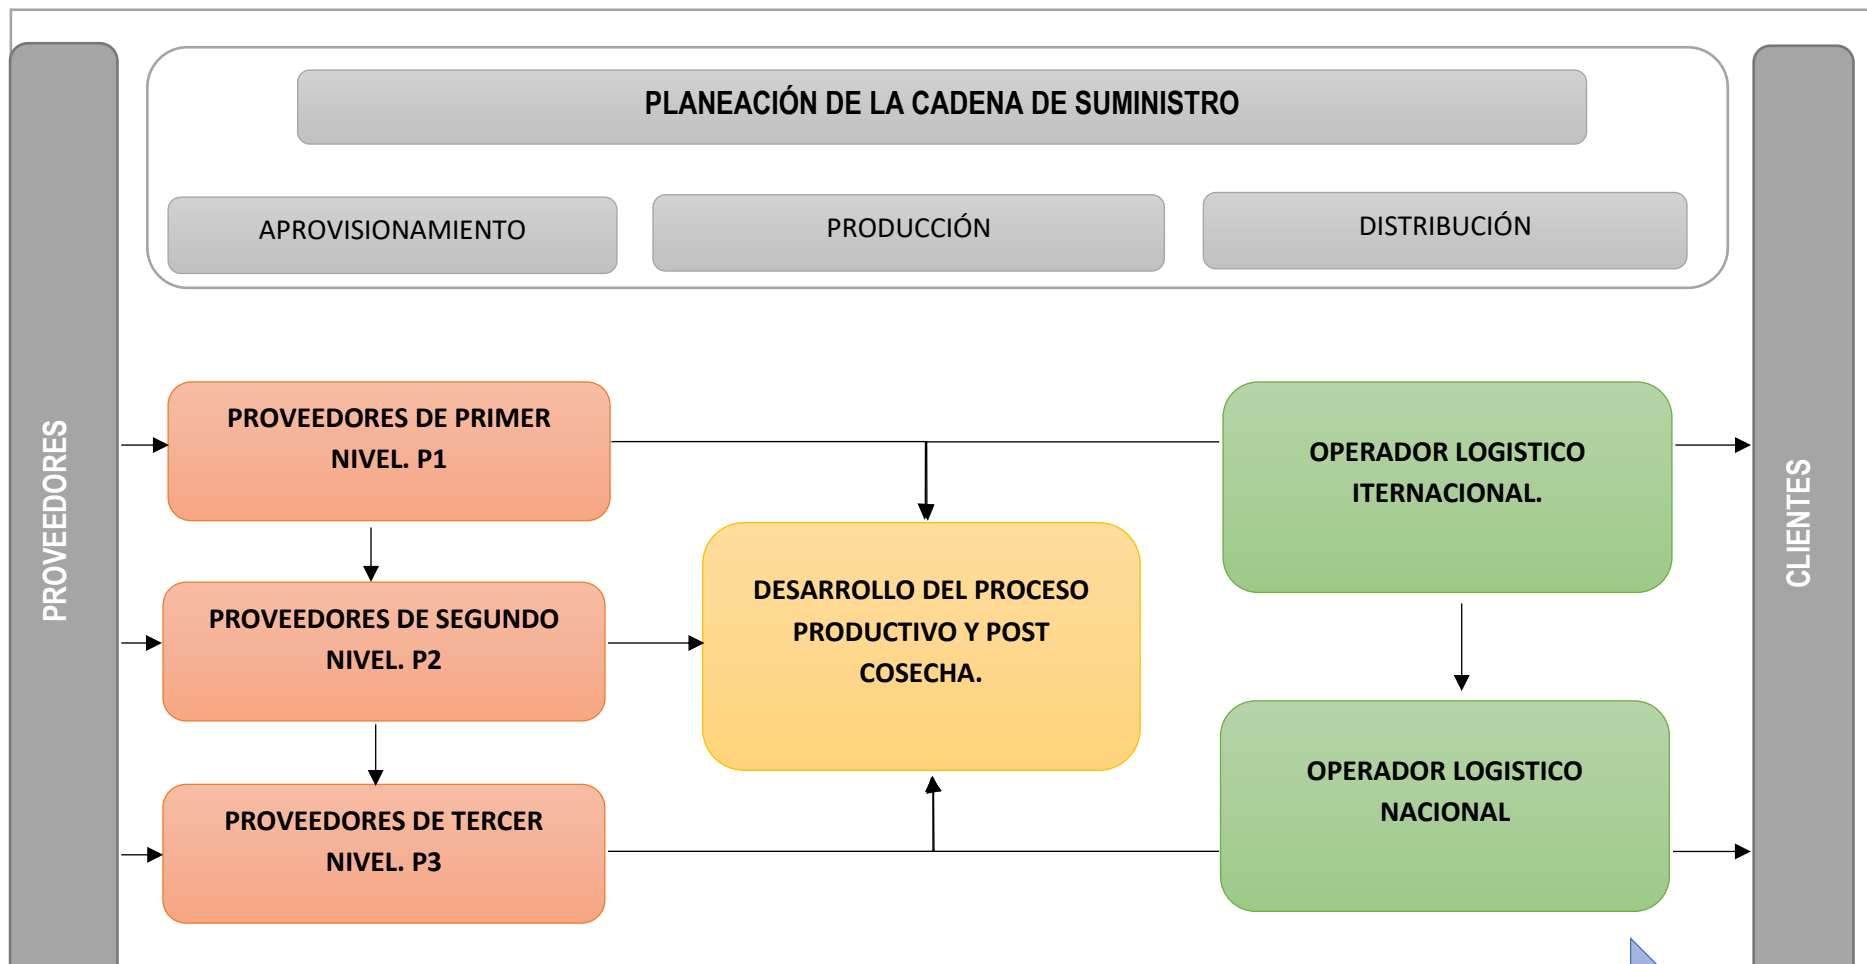 PLANEACIÓN DE LA CADENA DE SUMINISTRO
APROVISIONAMIENTO
PRODUCCIÓN
DISTRIBUCIÓN
PROVEEDORES
PROVEEDORES DE PRIMER
NIVEL. P1
PROVEEDORES DE SEGUNDO
NIVEL. P2
PROVEEDORES DE TERCER
NIVEL. P3
DESARROLLO DEL PROCESO
PRODUCTIVO Y POST
COSECHA.
OPERADOR LOGISTICO
ITERNACIONAL.
OPERADOR LOGISTICO
NACIONAL
CLIENTES